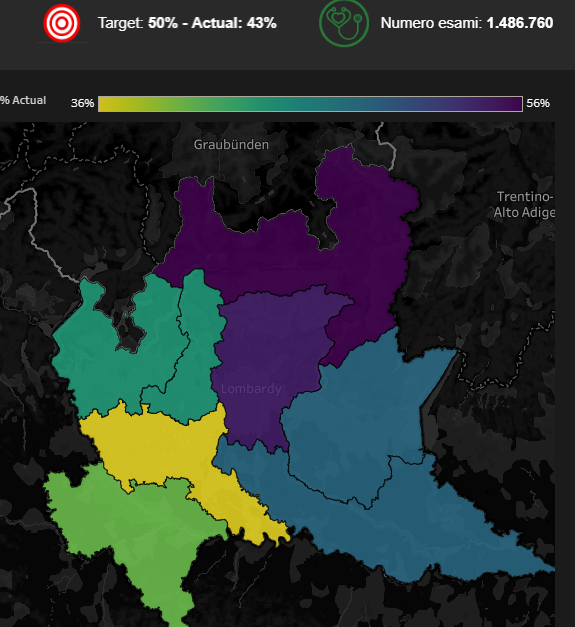 Target: 50% - Actual: 43%
Numero esami: 1.486.760
% Actual
36%
56%
Graubünden
Trentino-
Alto Adige
Lombardy